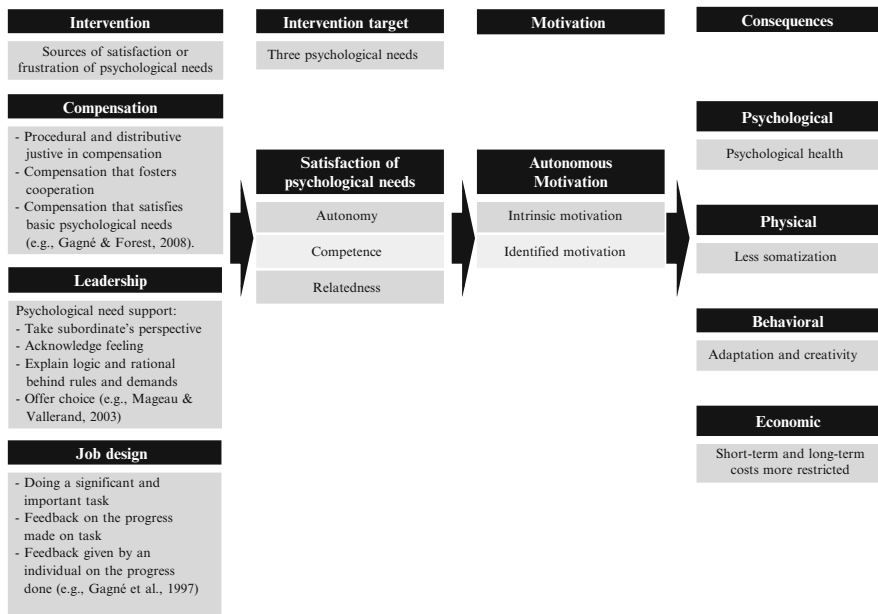 Intervention
Sources of satisfaction or
frustration of psychological needs
Compensation
- Procedural and distributive
justive in compensation
- Compensation that fosters
cooperation
- Compensation that satisfies
basic psychological needs
(e.g., Gagné & Forest, 2008).
Leadership
Psychological need support:
- Take subordinate’s perspective
- Acknowledge feeling
- Explain logic and rational
behind rules and demands
- Offer choice (e.g., Mageau &
Vallerand, 2003)
Job design
- Doing a significant and
important task
- Feedback on the progress
made on task
- Feedback given by an
individual on the progress
done (e.g., Gagné et al., 1997)
Intervention target
Three psychological needs
Satisfaction of
psychological needs
Autonomy
Competence
Relatedness
Motivation
Autonomous
Motivation
Intrinsic motivation
Identified motivation
Consequences
Psychological
Psychological health
Physical
Less somatization
Behavioral
Adaptation and creativity
Economic
Short-term and long-term
costs more restricted